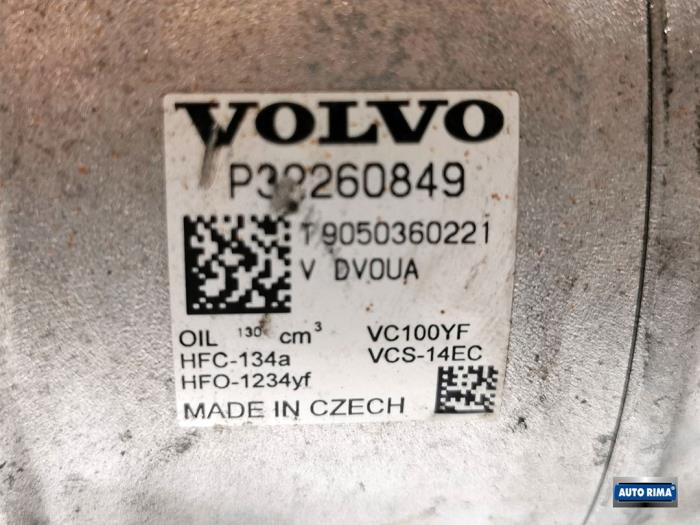 VOLVO
P32260849
T9050360221
V DVOUA
OIL 130 cm³ VC100YF
HFC-134a VCS-14EC
HFO-1234yf
MADE IN CZECH
AUTO RIMA®